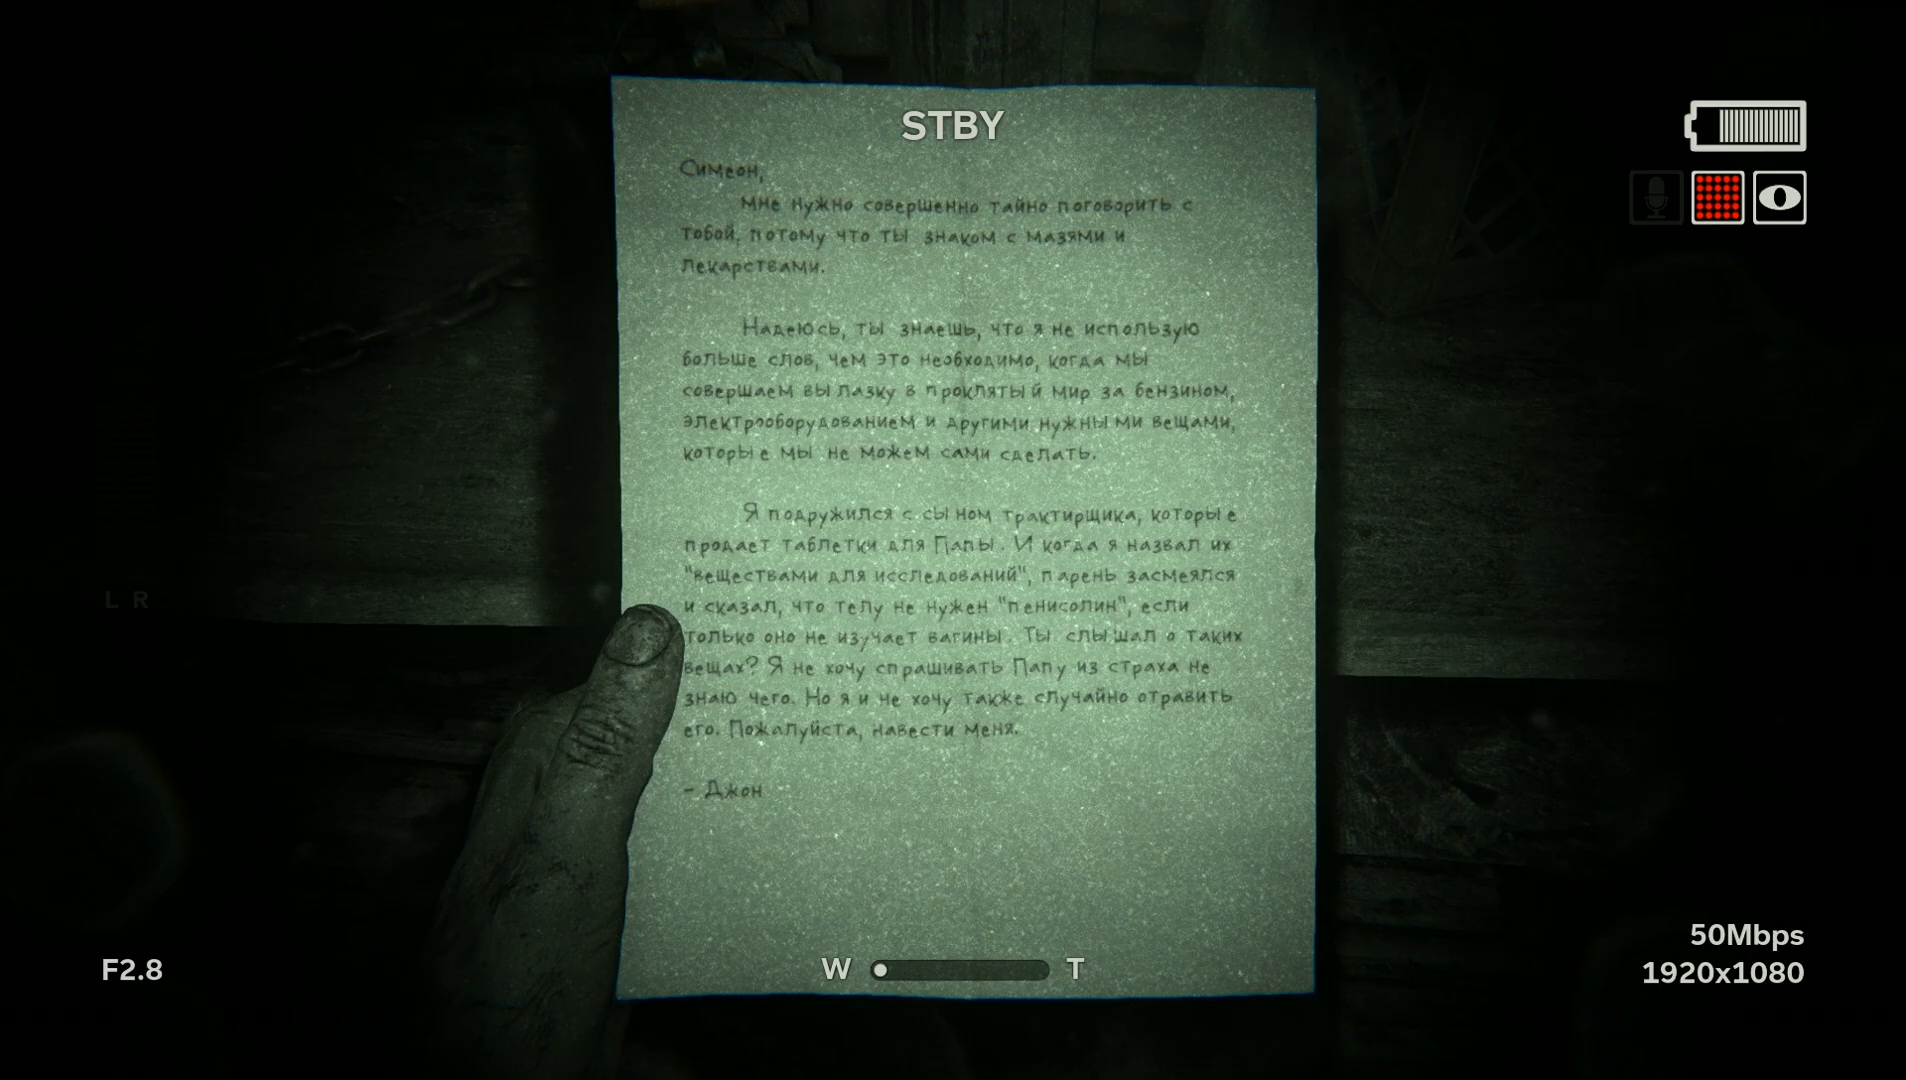 STBY
Симеон,
мне нужно совершенно тайно поговорить с
тобой, потому что ты знаком с мазями и
лекарствами.
Надеюсь, ты знаешь, что я не использую
больше слов, чем это необходимо, когда мы
совершаем вылазку в проклятый мир за бензином,
электрооборудованием и другими нужными вещами,
которые мы не можем сами сделать.
Я подружился с сыном трактирщика, которые
продает таблетки для Папы. И когда я назвал их
"веществами для исследований", парень засмеялся
и сказал, что телу не нужен "пенисолин", если
только оно не изучает вагины. Ты слышал о таких
вещах? Я не хочу спрашивать Папу из страха не
знаю чего. Но я и не хочу также случайно отравить
его. Пожалуйста, навести меня.
- Джон
L R
F2.8
W T
50Mbps
1920x1080